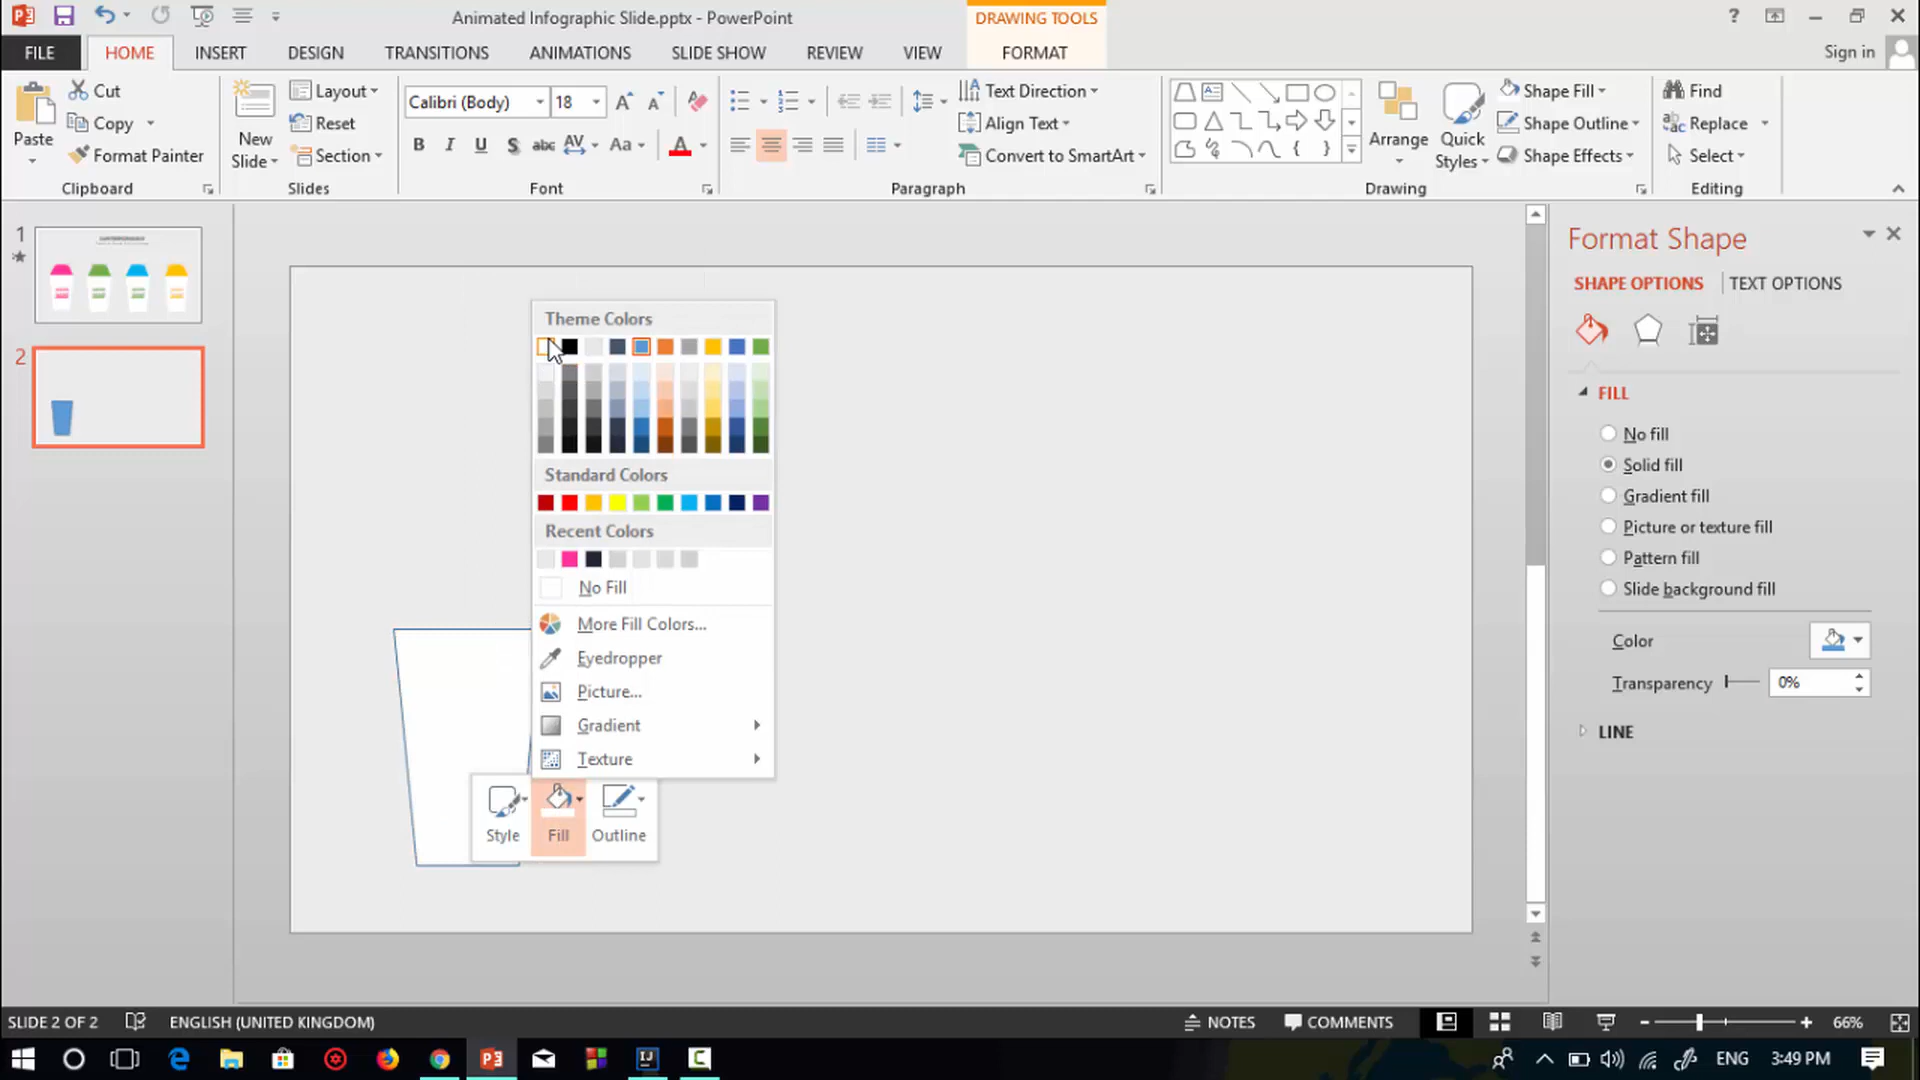 Animated Infographic Slide.pptx - PowerPoint
DRAWING TOOLS
?
FILE
HOME
INSERT
DESIGN
TRANSITIONS
ANIMATIONS
SLIDE SHOW
REVIEW
VIEW
FORMAT
Sign in
Paste
Cut
Copy
Format Painter
Clipboard
New Slide
Layout
Reset
Section
Slides
Calibri (Body)
18
B I U S abc AV Aa A
Font
Text Direction
Align Text
Convert to SmartArt
Paragraph
Arrange
Quick Styles
Shape Fill
Shape Outline
Shape Effects
Drawing
Find
Replace
Select
Editing
1
2
Theme Colors
Standard Colors
Recent Colors
No Fill
More Fill Colors...
Eyedropper
Picture...
Gradient
Texture
Style
Fill
Outline
Format Shape
SHAPE OPTIONS
TEXT OPTIONS
FILL
No fill
Solid fill
Gradient fill
Picture or texture fill
Pattern fill
Slide background fill
Color
Transparency
0%
LINE
SLIDE 2 OF 2
ENGLISH (UNITED KINGDOM)
NOTES
COMMENTS
66%
ENG
3:49 PM